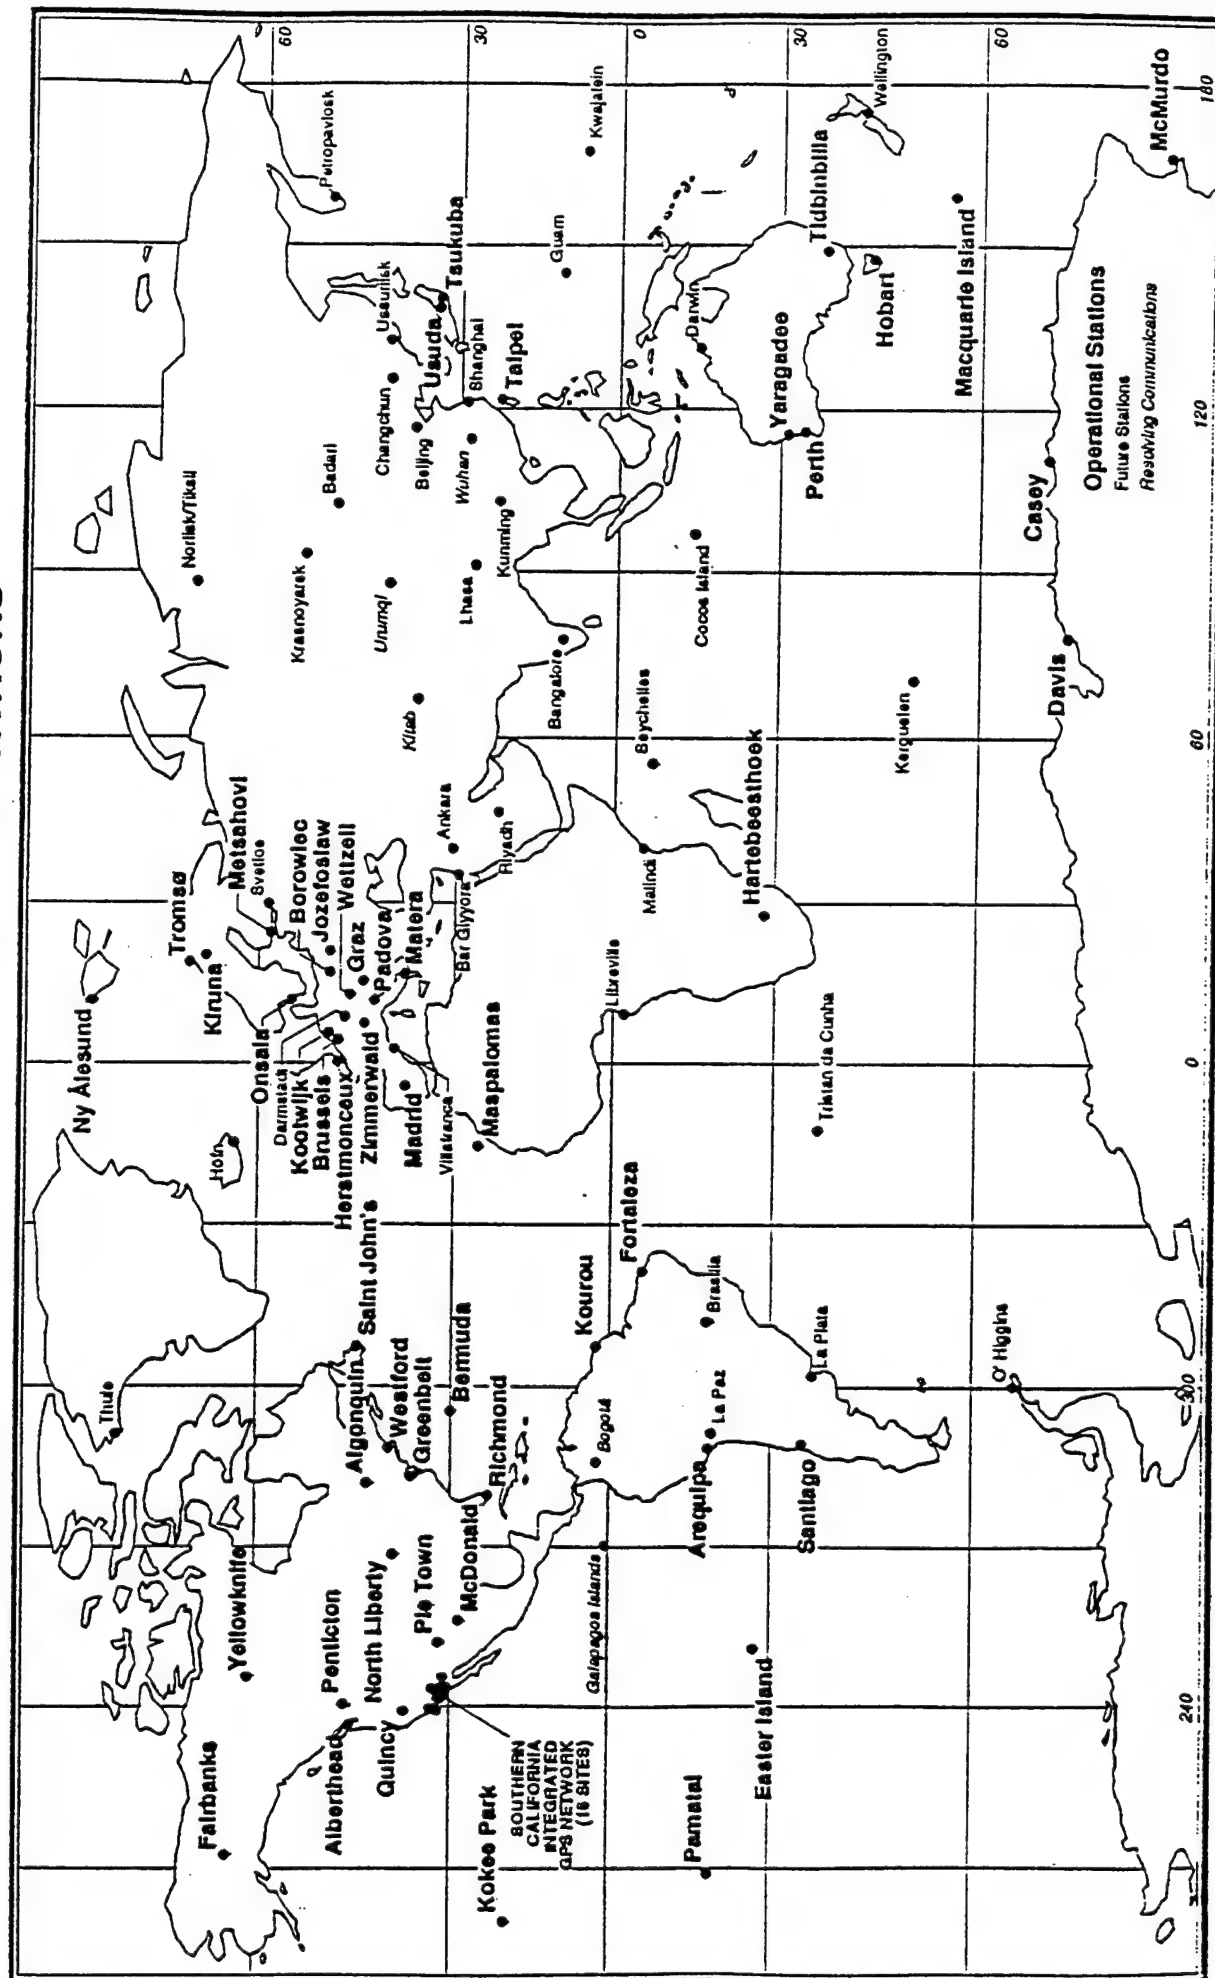 Ny Ålesund
Thule
Tromsø
Norilsk/Tiksi
Fairbanks
Yellowknife
Hofn
Kiruna
Metsahovi
Svetloe
Onsala
Borowiec
Darmstadt
Jozefoslaw
Kootwijk
Wettzell
Brussels
Graz
Herstmonceux
Padova
Zimmerwald
Matera
Madrid
Villafranca
Bar Giyyora
Ankara
Maspalomas
Krasnoyarsk
Badari
Petropavlosk
Urumqi
Kitab
Changchun
Ussuriisk
Beijing
Usuda
Tsukuba
Wuhan
Shanghai
Lhasa
Kunming
Taipei
Riyadh
Bangalore
Guam
Kwajalein
Alberthead
Penticton
North Liberty
Quincy
Pie Town
McDonald
Algonquin
Saint John's
Westford
Greenbelt
Bermuda
Richmond
Kokee Park
SOUTHERN
CALIFORNIA
INTEGRATED
GPS NETWORK
(16 SITES)
Galapagos Islands
Bogotá
Kourou
Fortaleza
Libreville
Malindi
Seychelles
Cocos Island
Darwin
Pamatai
Easter Island
Arequipa
La Paz
Brasilia
Santiago
La Plata
Hartebeesthoek
Tristan da Cunha
Yaragadee
Perth
Tidbinbilla
Hobart
Wellington
Kerguelen
Macquarie Island
O' Higgins
Davis
Casey
McMurdo
Operational Stations
Future Stations
Resolving Communications
60
30
0
30
60
240
300
0
60
120
180